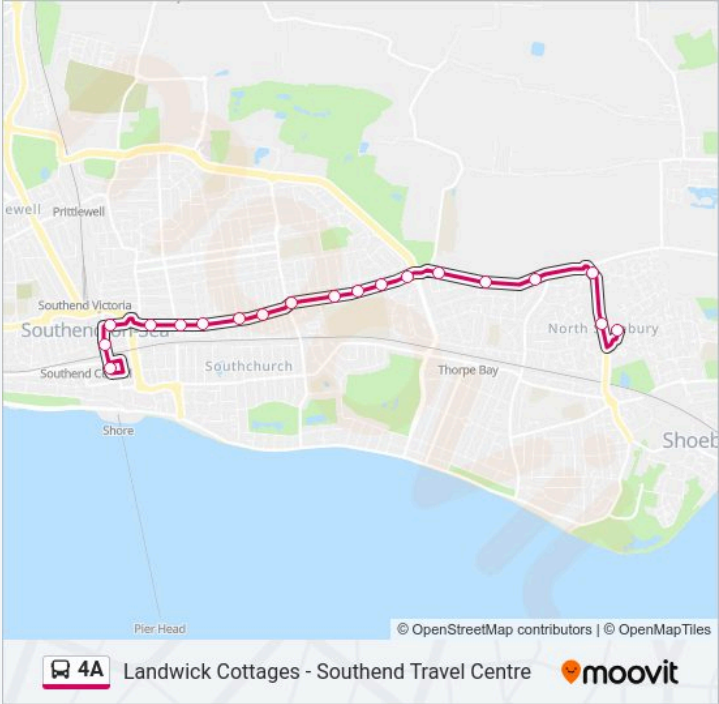 ewell
Prittlewell
Southend Victoria
Southend on-Sea
North S bury
Southchurch
Thorpe Bay
Southend C l
Shore
Shoeb
Pier Head
© OpenStreetMap contributors | © OpenMapTiles
4A Landwick Cottages - Southend Travel Centre moovit